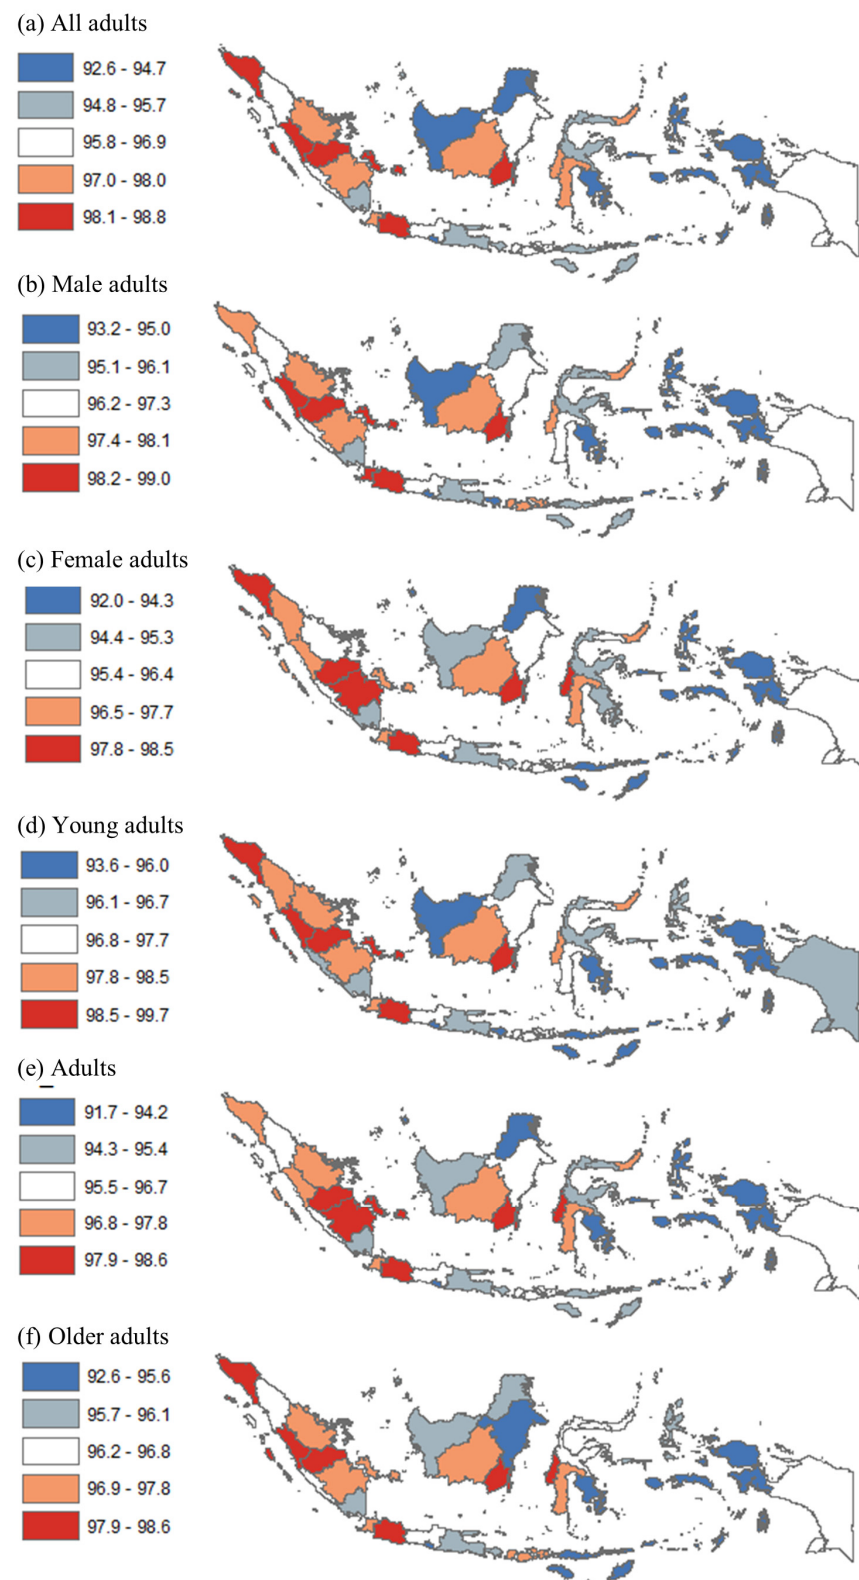 (a) All adults
92.6 - 94.7
94.8 - 95.7
95.8 - 96.9
97.0 - 98.0
98.1 - 98.8
(b) Male adults
93.2 - 95.0
95.1 - 96.1
96.2 - 97.3
97.4 - 98.1
98.2 - 99.0
(c) Female adults
92.0 - 94.3
94.4 - 95.3
95.4 - 96.4
96.5 - 97.7
97.8 - 98.5
(d) Young adults
93.6 - 96.0
96.1 - 96.7
96.8 - 97.7
97.8 - 98.5
98.5 - 99.7
(e) Adults
91.7 - 94.2
94.3 - 95.4
95.5 - 96.7
96.8 - 97.8
97.9 - 98.6
(f) Older adults
92.6 - 95.6
95.7 - 96.1
96.2 - 96.8
96.9 - 97.8
97.9 - 98.6